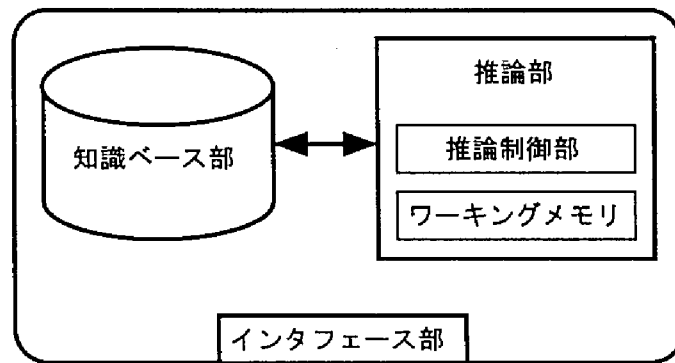 推論部
知識ベース部
推論制御部
ワーキングメモリ
インタフェース部